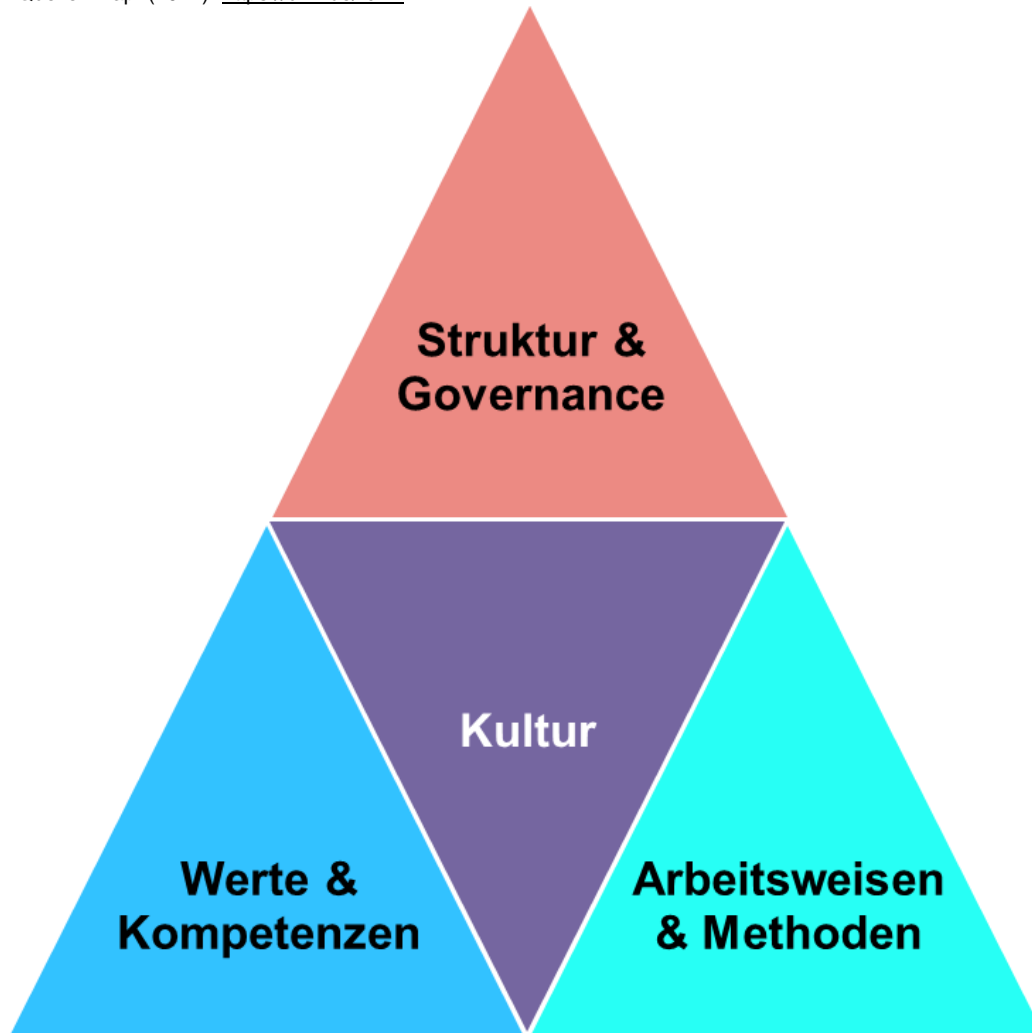 Struktur &
Governance
Kultur
Werte &
Kompetenzen
Arbeitsweisen
& Methoden